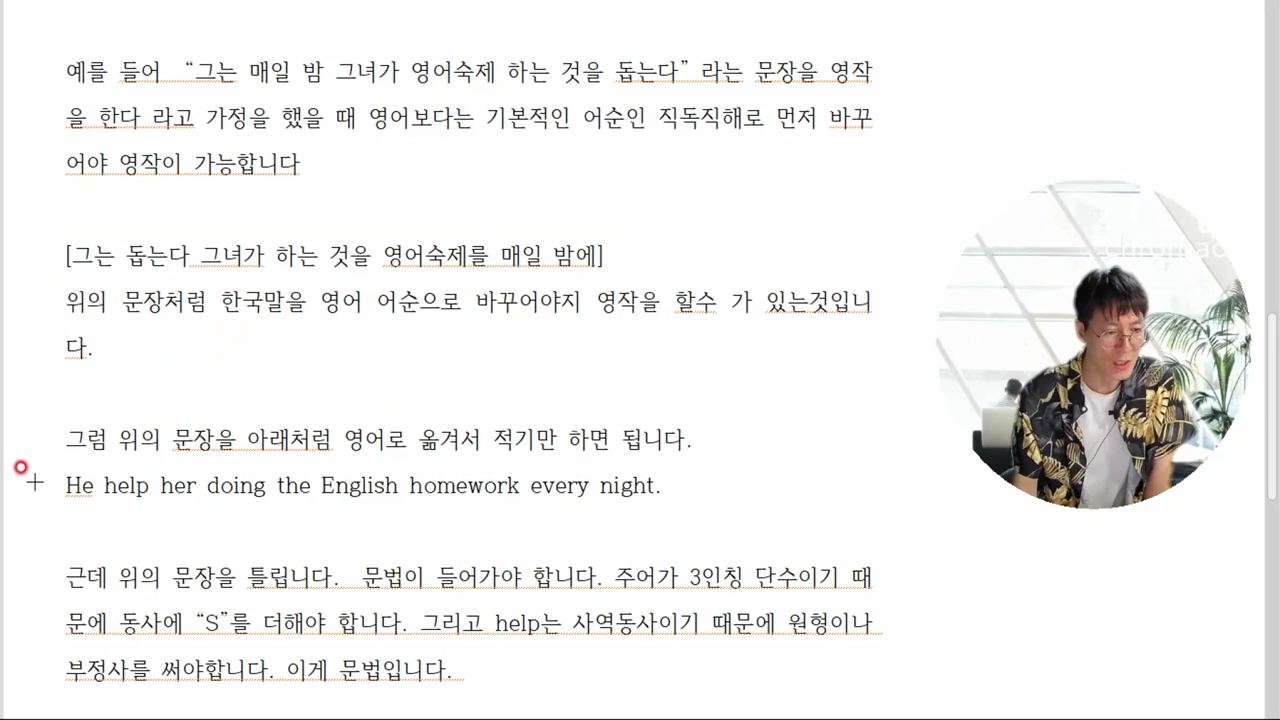 예를 들어 “그는 매일 밤 그녀가 영어숙제 하는 것을 돕는다” 라는 문장을 영작
을 한다 라고 가정을 했을 때 영어보다는 기본적인 어순인 직독직해로 먼저 바꾸
어야 영작이 가능합니다
[그는 돕는다 그녀가 하는 것을 영어숙제를 매일 밤에]
위의 문장처럼 한국말을 영어 어순으로 바꾸어야지 영작을 할수 가 있는것입니
다.
그럼 위의 문장을 아래처럼 영어로 옮겨서 적기만 하면 됩니다.
He help her doing the English homework every night.
근데 위의 문장을 틀립니다. 문법이 들어가야 합니다. 주어가 3인칭 단수이기 때
문에 동사에 “S”를 더해야 합니다. 그리고 help는 사역동사이기 때문에 원형이나
부정사를 써야합니다. 이게 문법입니다.